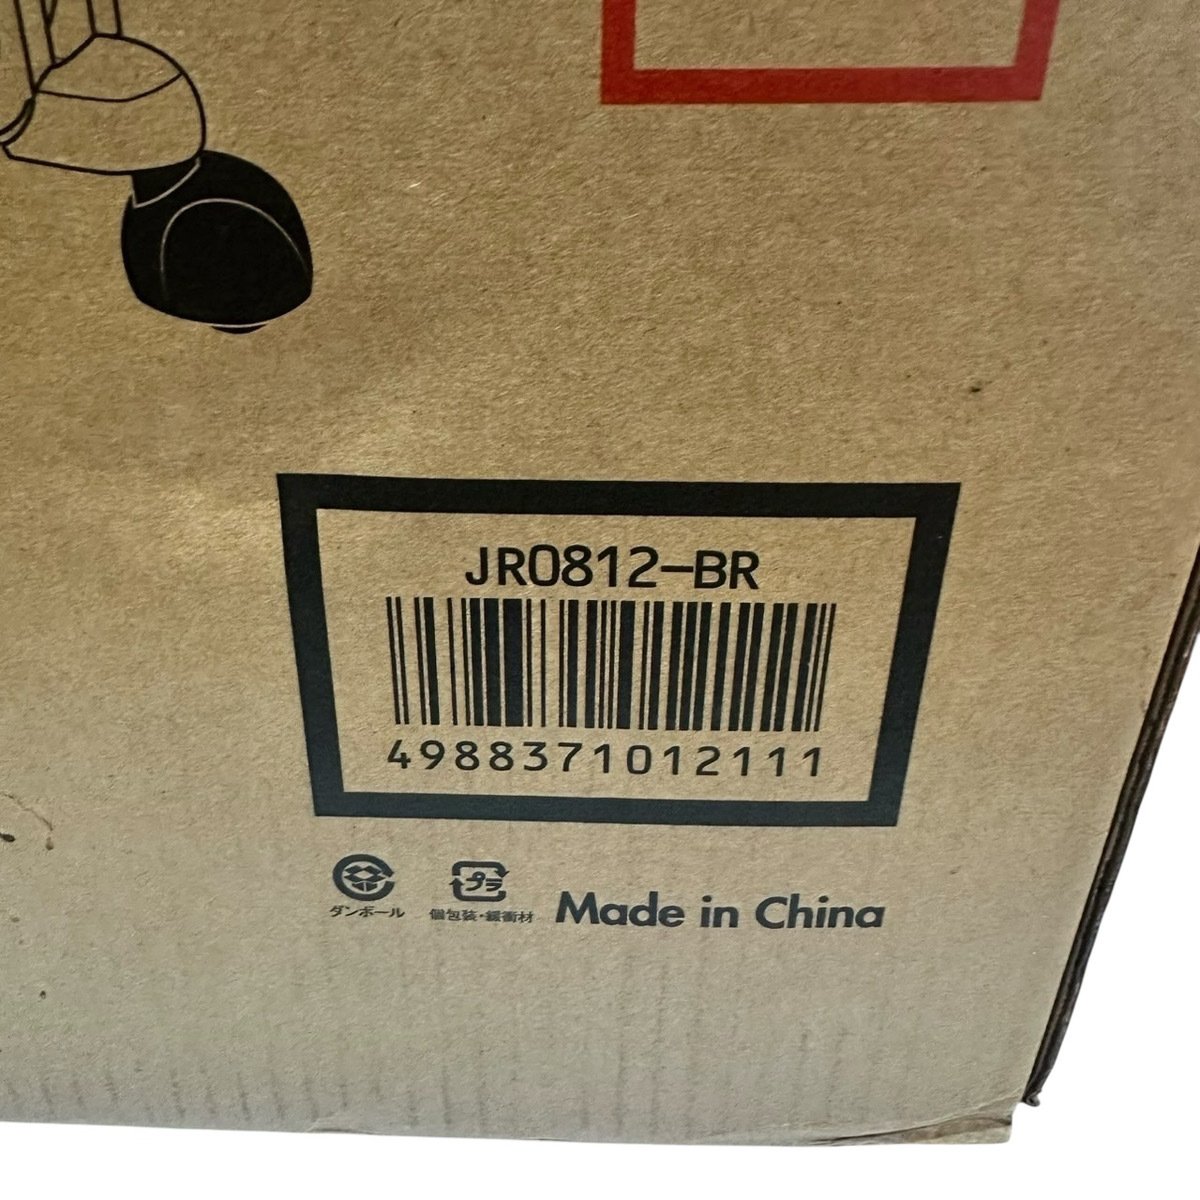 JR0812-BR
4988371012111
プラ
ダンボール
個包装・緩衝材
Made in China